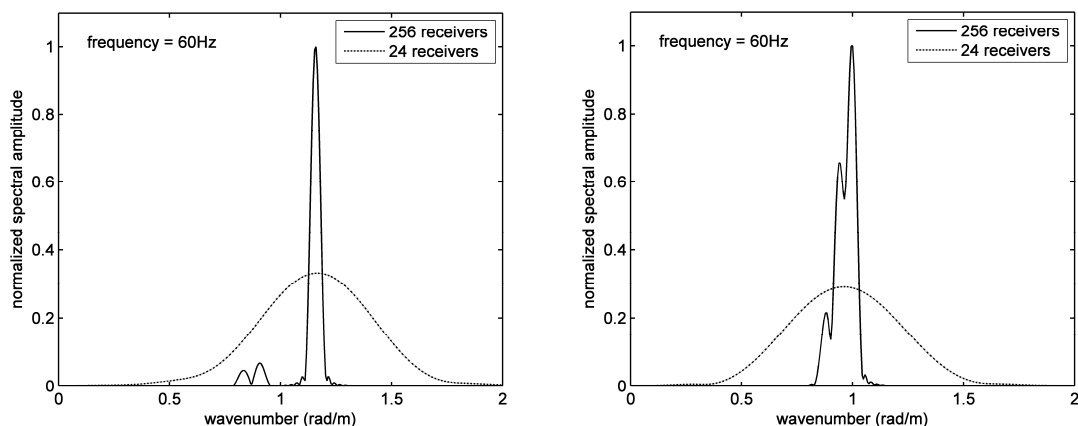 frequency = 60Hz
256 receivers
24 receivers
normalized spectral amplitude
1
0.8
0.6
0.4
0.2
0
0
0.5
1
1.5
2
wavenumber (rad/m)
frequency = 60Hz
256 receivers
24 receivers
normalized spectral amplitude
1
0.8
0.6
0.4
0.2
0
0.5
1
1.5
2
wavenumber (rad/m)